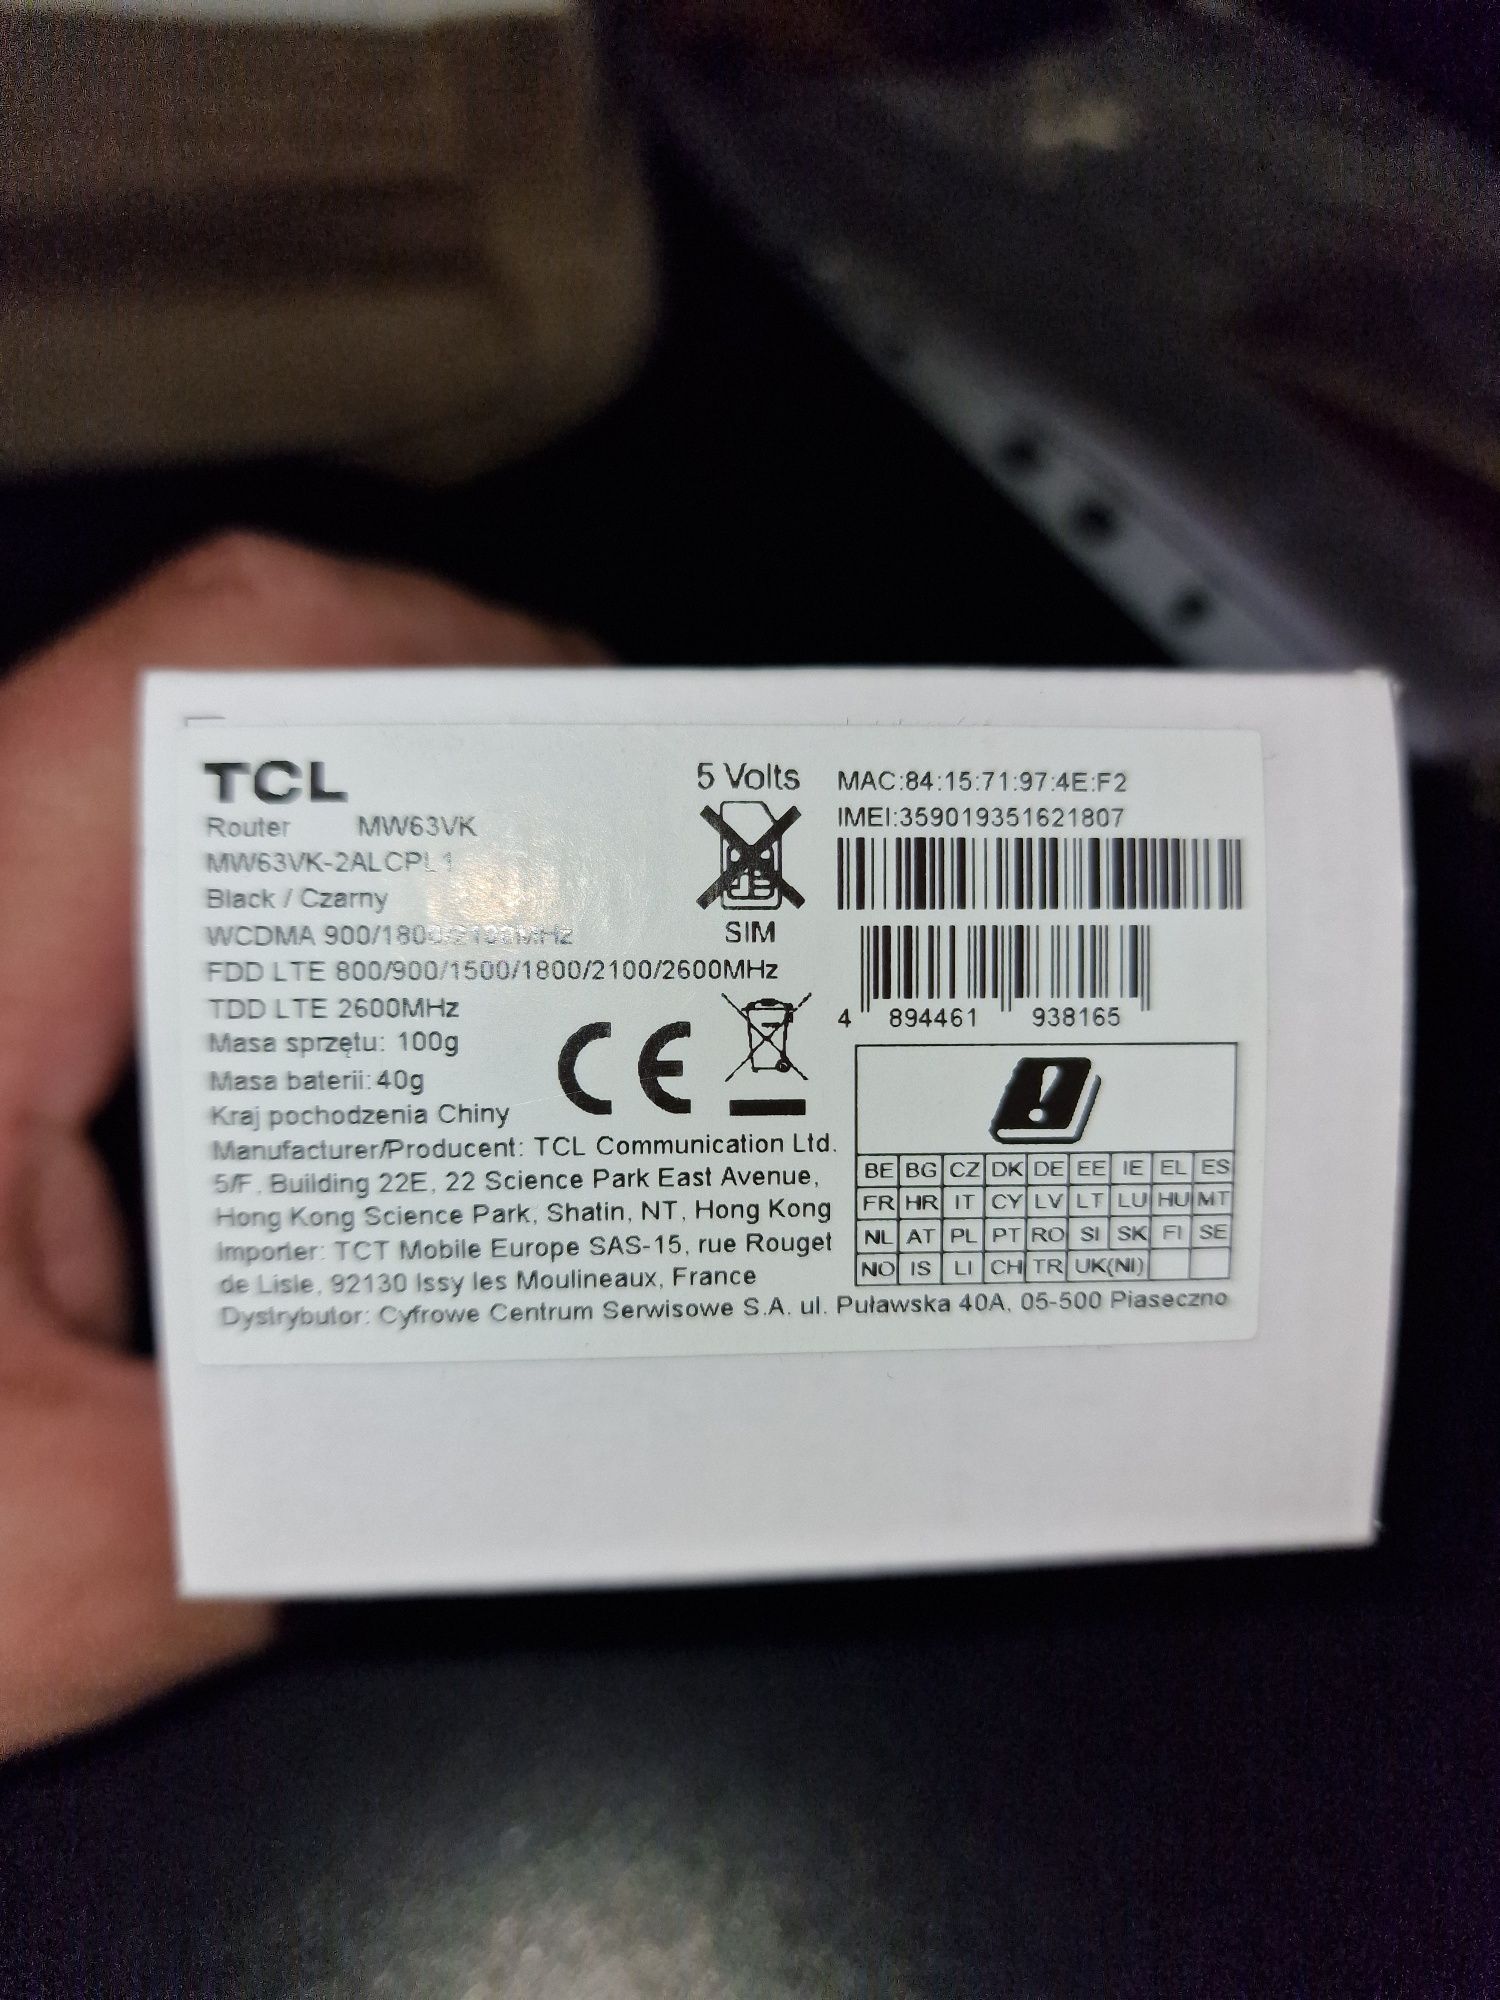 TCL
Router MW63VK
MW63VK-2ALCPL1
Black / Czarny
WCDMA 900/1800/2100MHz
FDD LTE 800/900/1500/1800/2100/2600MHz
TDD LTE 2600MHz
Masa sprzętu: 100g
Masa baterii: 40g
Kraj pochodzenia Chiny
Manufacturer/Producent: TCL Communication Ltd.
5/F, Building 22E, 22 Science Park East Avenue,
Hong Kong Science Park, Shatin, NT, Hong Kong
Importer: TCT Mobile Europe SAS-15, rue Rouget
de Lisle, 92130 Issy les Moulineaux, France
Dystrybutor: Cyfrowe Centrum Serwisowe S.A. ul. Puławska 40A, 05-500 Piaseczno
5 Volts
SIM
CE
MAC:84:15:71:97:4E:F2
IMEI:359019351621807
4 894461 938165
!
BE BG CZ DK DE EE IE EL ES
FR HR IT CY LV LT LU HU MT
NL AT PL PT RO SI SK FI SE
NO IS LI CH TR UK(NI)